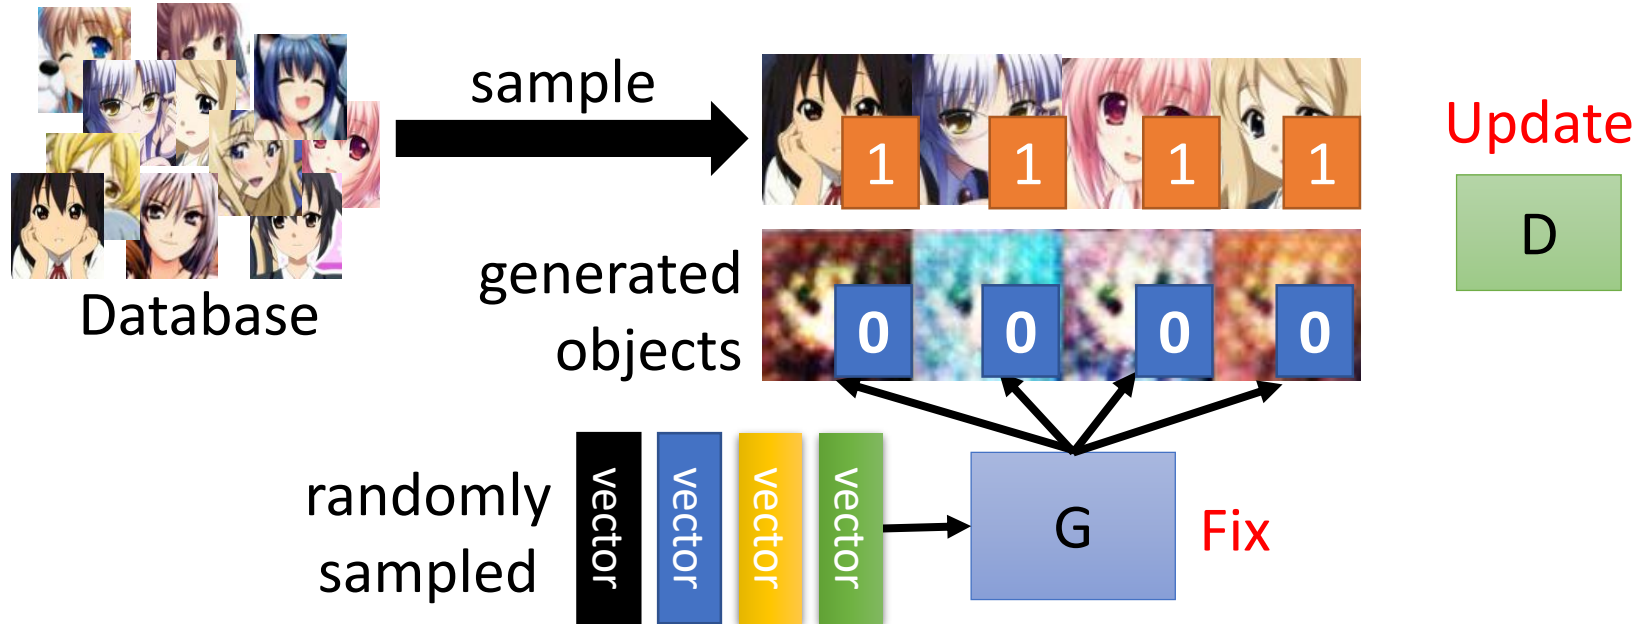 sample
Update
1 1 1 1
D
Database
generated
objects
0 0 0 0
randomly
sampled
vector
vector
vector
vector
G
Fix